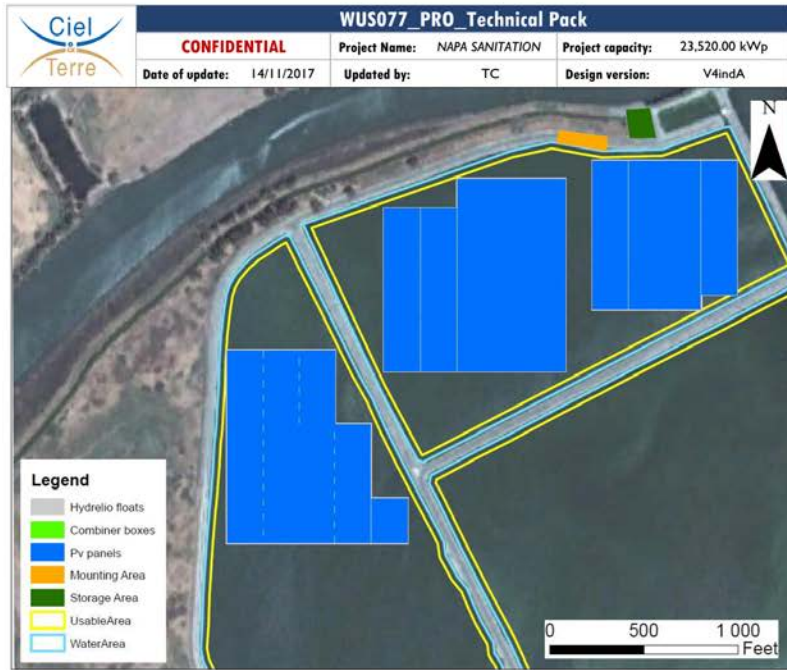 Ciel
&
Terre
WUS077_PRO_Technical Pack
CONFIDENTIAL Project Name: NAPA SANITATION Project capacity: 23,520.00 kWp
Date of update: 14/11/2017 Updated by: TC Design version: V4indA
N
Legend
Hydrelio floats
Combiner boxes
Pv panels
Mounting Area
Storage Area
UsableArea
WaterArea
0 500 1 000
Feet